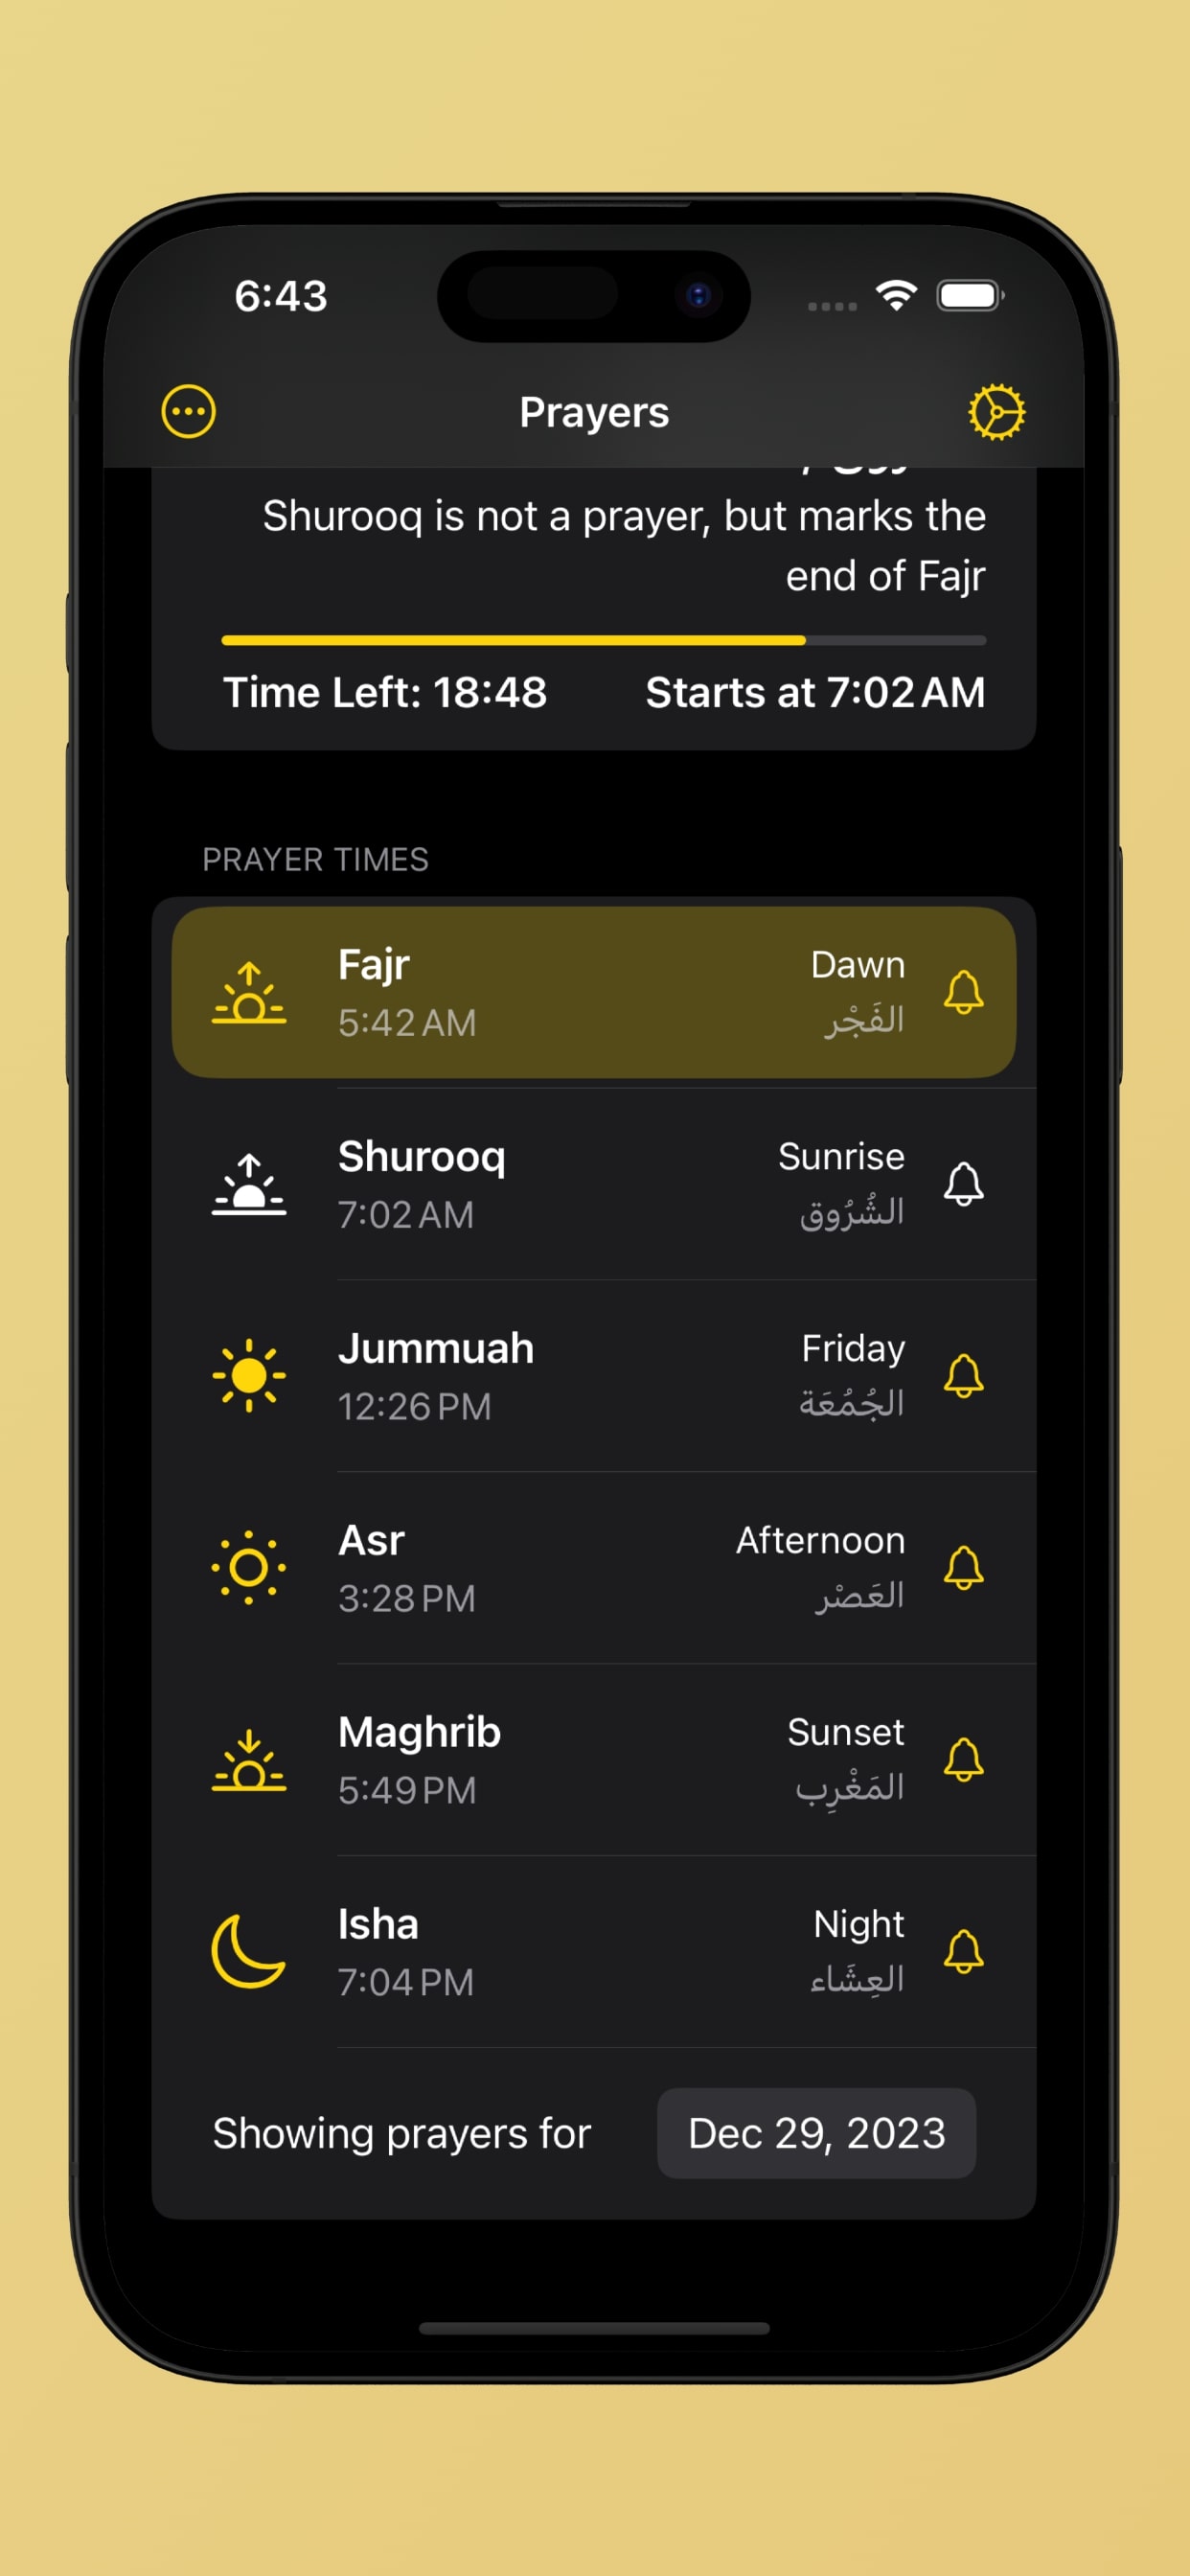 6:43
Prayers
Shurooq is not a prayer, but marks the
end of Fajr
Time Left: 18:48 Starts at 7:02 AM
PRAYER TIMES
Fajr Dawn
5:42 AM الفَجْر
Shurooq Sunrise
7:02 AM الشُرُوق
Jummuah Friday
12:26 PM الجُمُعَة
Asr Afternoon
3:28 PM العَصْر
Maghrib Sunset
5:49 PM المَغْرِب
Isha Night
7:04 PM العِشَاء
Showing prayers for Dec 29, 2023